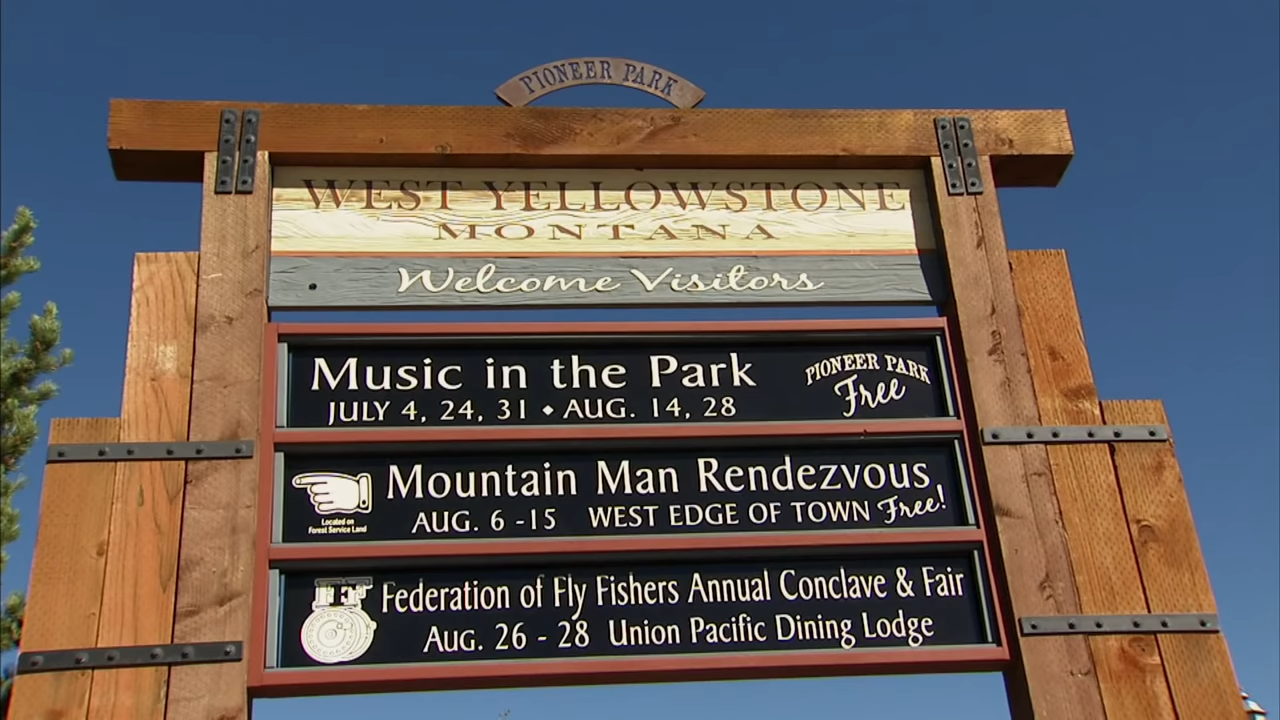 PIONEER PARK
WEST YELLOWSTONE
MONTANA
Welcome Visitors
Music in the Park
JULY 4, 24, 31 ♦ AUG. 14, 28
PIONEER PARK
Free
Mountain Man Rendezvous
AUG. 6 -15 WEST EDGE OF TOWN Free!
Located on
Forest Service Land
Federation of Fly Fishers Annual Conclave & Fair
Aug. 26 - 28 Union Pacific Dining Lodge